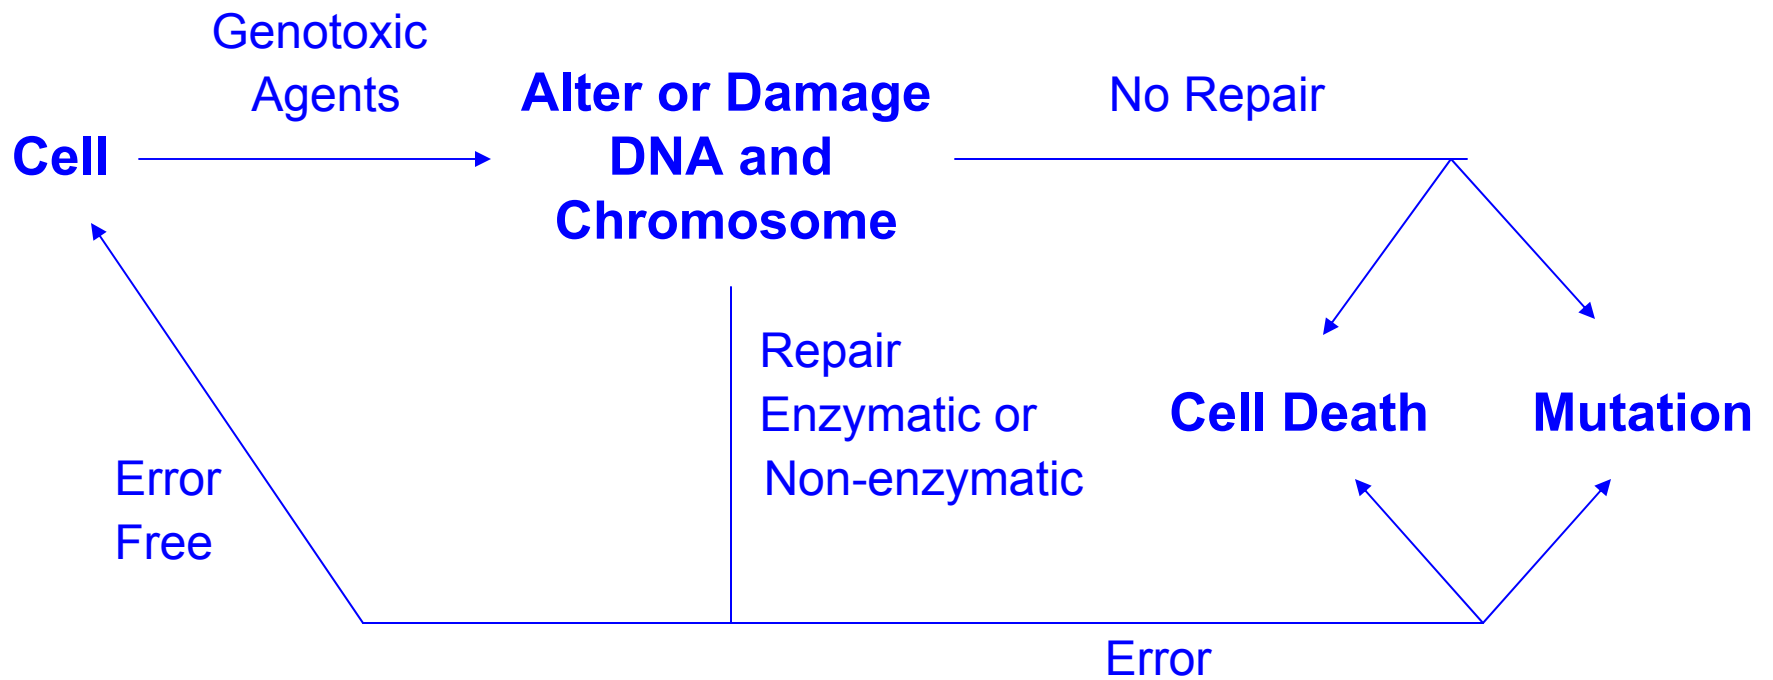 Genotoxic
Agents
Cell
Alter or Damage
DNA and
Chromosome
No Repair
Repair
Enzymatic or
Non-enzymatic
Cell Death
Mutation
Error
Free
Error